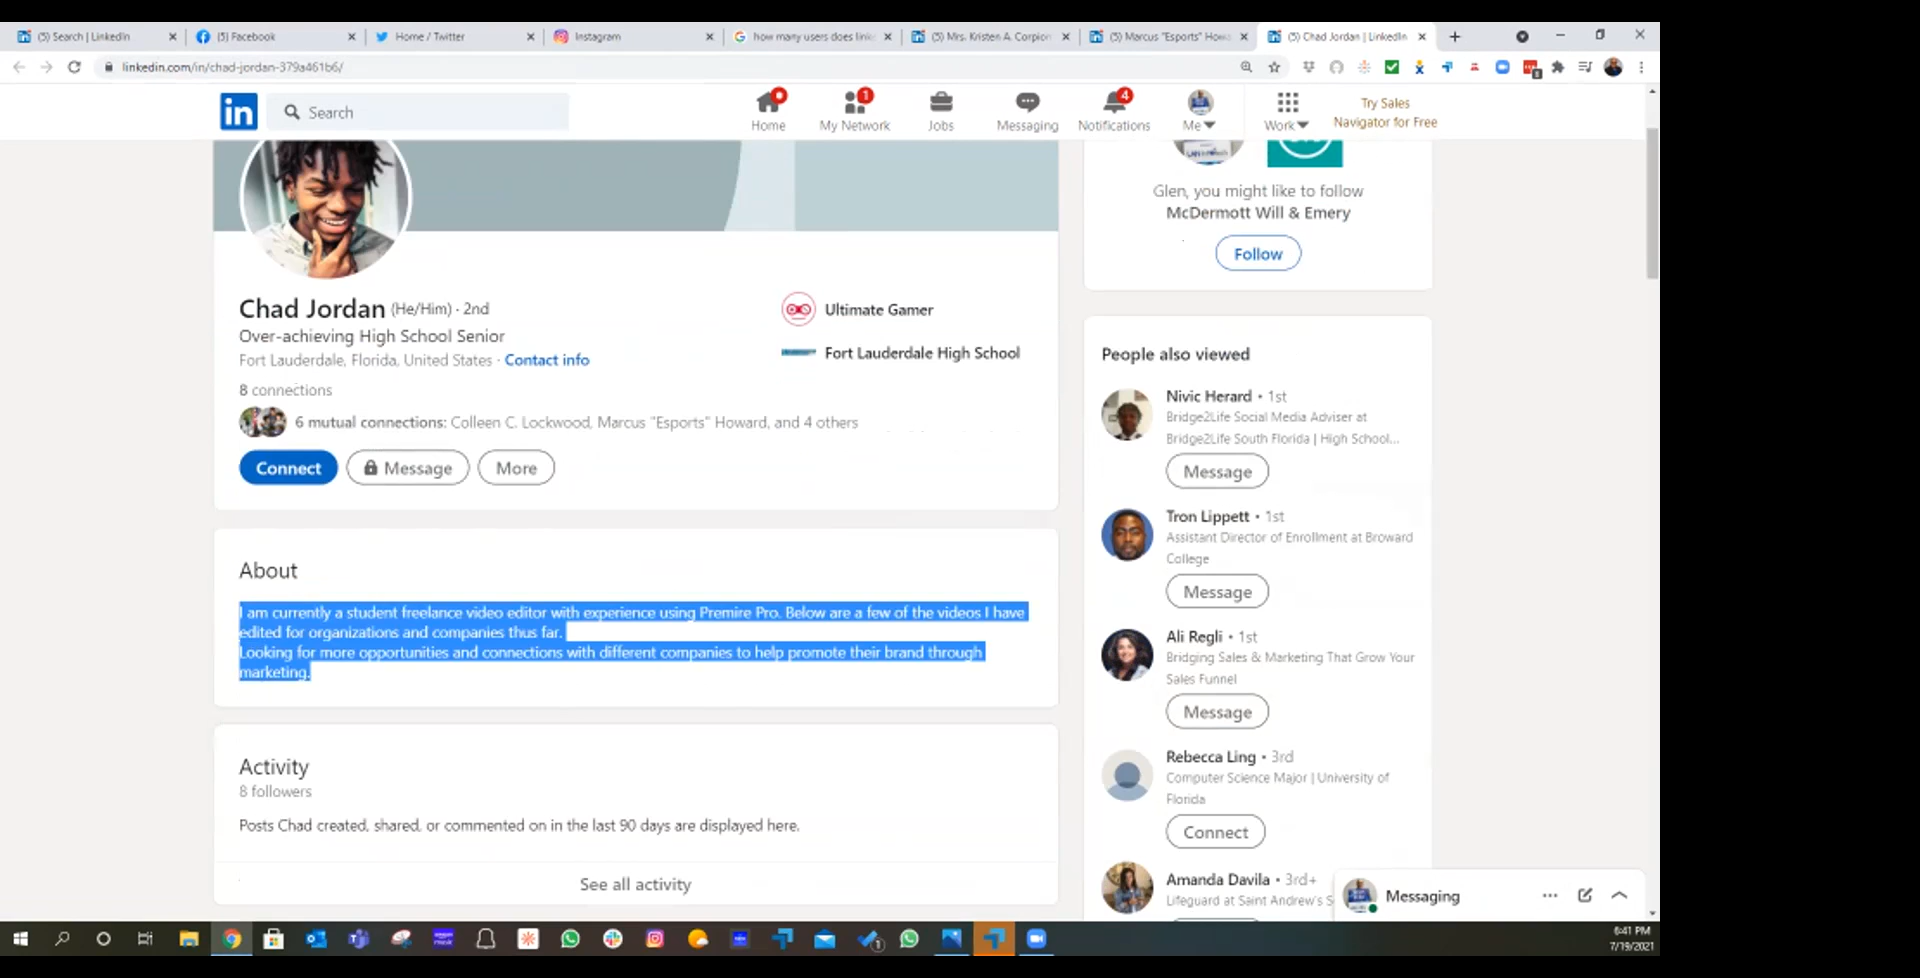 (5) Search | LinkedIn
(5) Facebook
Home / Twitter
Instagram
how many users does link
(5) Mrs. Kristen A. Corpion
(5) Marcus "Esports" Howa
(5) Chad Jordan | LinkedIn
linkedin.com/in/chad-jordan-379a461b6/
in
Search
Home
1
My Network
Jobs
Messaging
4
Notifications
Me
Work
Try Sales
Navigator for Free
Glen, you might like to follow
McDermott Will & Emery
Follow
Chad Jordan (He/Him) · 2nd
Over-achieving High School Senior
Fort Lauderdale, Florida, United States · Contact info
8 connections
6 mutual connections: Colleen C. Lockwood, Marcus "Esports" Howard, and 4 others
Connect
Message
More
Ultimate Gamer
Fort Lauderdale High School
About
I am currently a student freelance video editor with experience using Premire Pro. Below are a few of the videos I have
edited for organizations and companies thus far.
Looking for more opportunities and connections with different companies to help promote their brand through
marketing.
Activity
8 followers
Posts Chad created, shared, or commented on in the last 90 days are displayed here.
See all activity
People also viewed
Nivic Herard • 1st
Bridge2Life Social Media Adviser at
Bridge2Life South Florida | High School...
Message
Tron Lippett • 1st
Assistant Director of Enrollment at Broward
College
Message
Ali Regli • 1st
Bridging Sales & Marketing That Grow Your
Sales Funnel
Message
Rebecca Ling • 3rd
Computer Science Major | University of
Florida
Connect
Amanda Davila • 3rd+
Lifeguard at Saint Andrew's S
Messaging
6:41 PM
7/19/2021